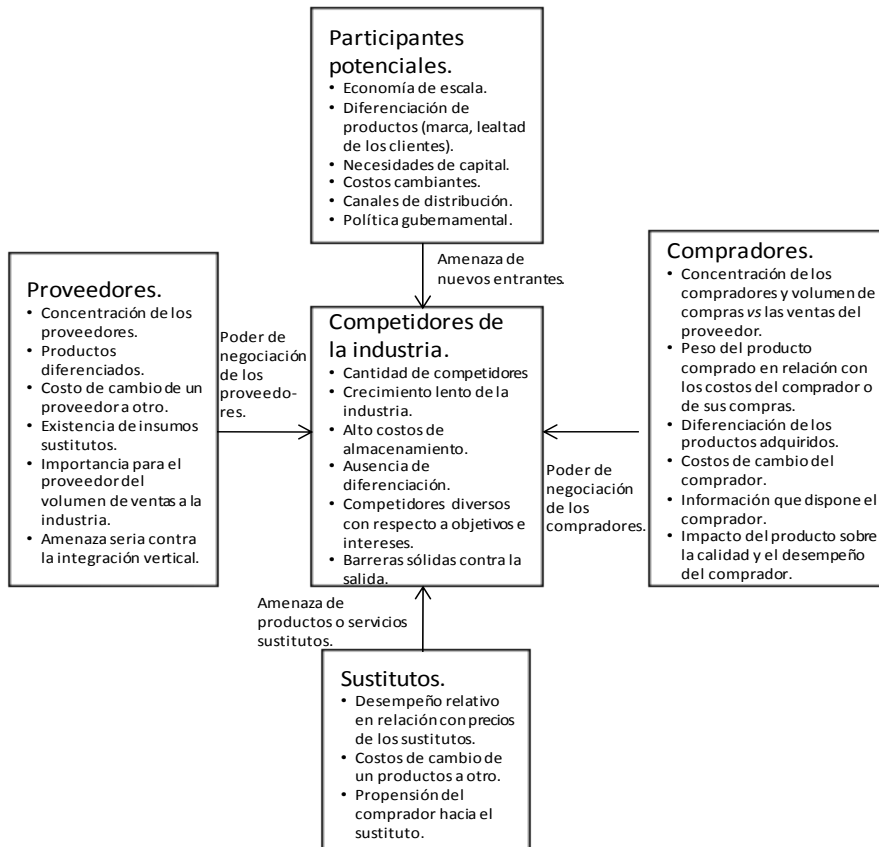 Participantes
potenciales.
• Economía de escala.
• Diferenciación de
productos (marca, lealtad
de los clientes).
• Necesidades de capital.
• Costos cambiantes.
• Canales de distribución.
• Política gubernamental.
Amenaza de
nuevos entrantes.
Proveedores.
• Concentración de los
proveedores.
• Productos
diferenciados.
• Costo de cambio de un
proveedor a otro.
• Existencia de insumos
sustitutos.
• Importancia para el
proveedor del
volumen de ventas a la
industria.
• Amenaza seria contra
la integración vertical.
Poder de
negociación
de los
proveedo-
res.
Competidores de
la industria.
• Cantidad de competidores
• Crecimiento lento de la
industria.
• Alto costos de
almacenamiento.
• Ausencia de
diferenciación.
• Competidores diversos
con respecto a objetivos e
intereses.
• Barreras sólidas contra la
salida.
Poder de
negociación
de los
compradores.
Compradores.
• Concentración de los
compradores y volumen de
compras vs las ventas del
proveedor.
• Peso del producto
comprado en relación con
los costos del comprador o
de sus compras.
• Diferenciación de los
productos adquiridos.
• Costos de cambio del
comprador.
• Información que dispone el
comprador.
• Impacto del producto sobre
la calidad y el desempeño
del comprador.
Amenaza de
productos o servicios
sustitutos.
Sustitutos.
• Desempeño relativo
en relación con precios
de los sustitutos.
• Costos de cambio de
un productos a otro.
• Propensión del
comprador hacia el
sustituto.